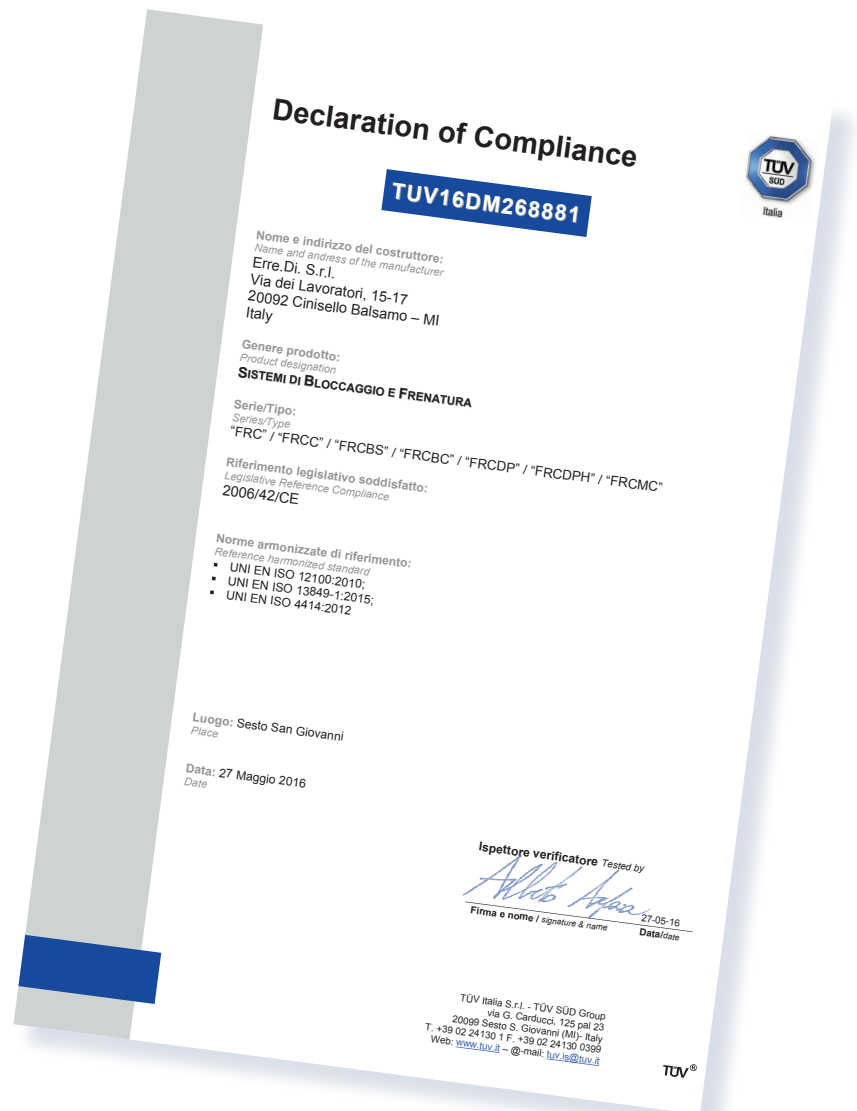 Declaration of Compliance
TÜV
SÜD
Italia
TUV16DM268881
Nome e indirizzo del costruttore:
Name and andress of the manufacturer
Erre.Di. S.r.l.
Via dei Lavoratori, 15-17
20092 Cinisello Balsamo – MI
Italy
Genere prodotto:
Product designation
SISTEMI DI BLOCCAGGIO E FRENATURA
Serie/Tipo:
Series/Type
“FRC” / “FRCC” / “FRCBS” / “FRCBC” / “FRCDP” / “FRCDPH” / “FRCMC”
Riferimento legislativo soddisfatto:
Legislative Reference Compliance
2006/42/CE
Norme armonizzate di riferimento:
Reference harmonized standard
▪ UNI EN ISO 12100:2010;
▪ UNI EN ISO 13849-1:2015;
▪ UNI EN ISO 4414:2012
Luogo: Sesto San Giovanni
Place
Data: 27 Maggio 2016
Date
Ispettore verificatore Tested by
27-05-16
Firma e nome / signature & name Data/date
TÜV Italia S.r.l. - TÜV SÜD Group
via G. Carducci, 125 pal 23
20099 Sesto S. Giovanni (MI)- Italy
T. +39 02 24130 1 F. +39 02 24130 0399
Web: www.tuv.it – @-mail: tuv.is@tuv.it
TÜV®